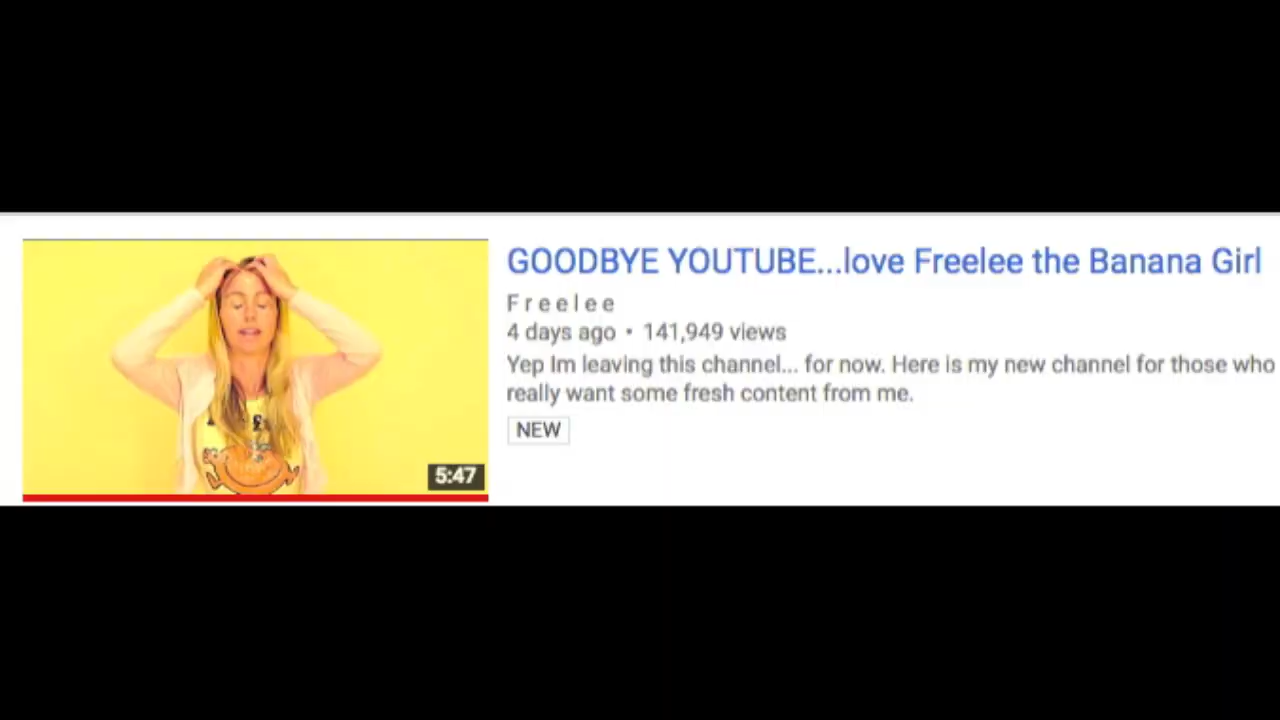 GOODBYE YOUTUBE...love Freelee the Banana Girl
Freelee
4 days ago • 141,949 views
Yep Im leaving this channel... for now. Here is my new channel for those who
really want some fresh content from me.
NEW
5:47